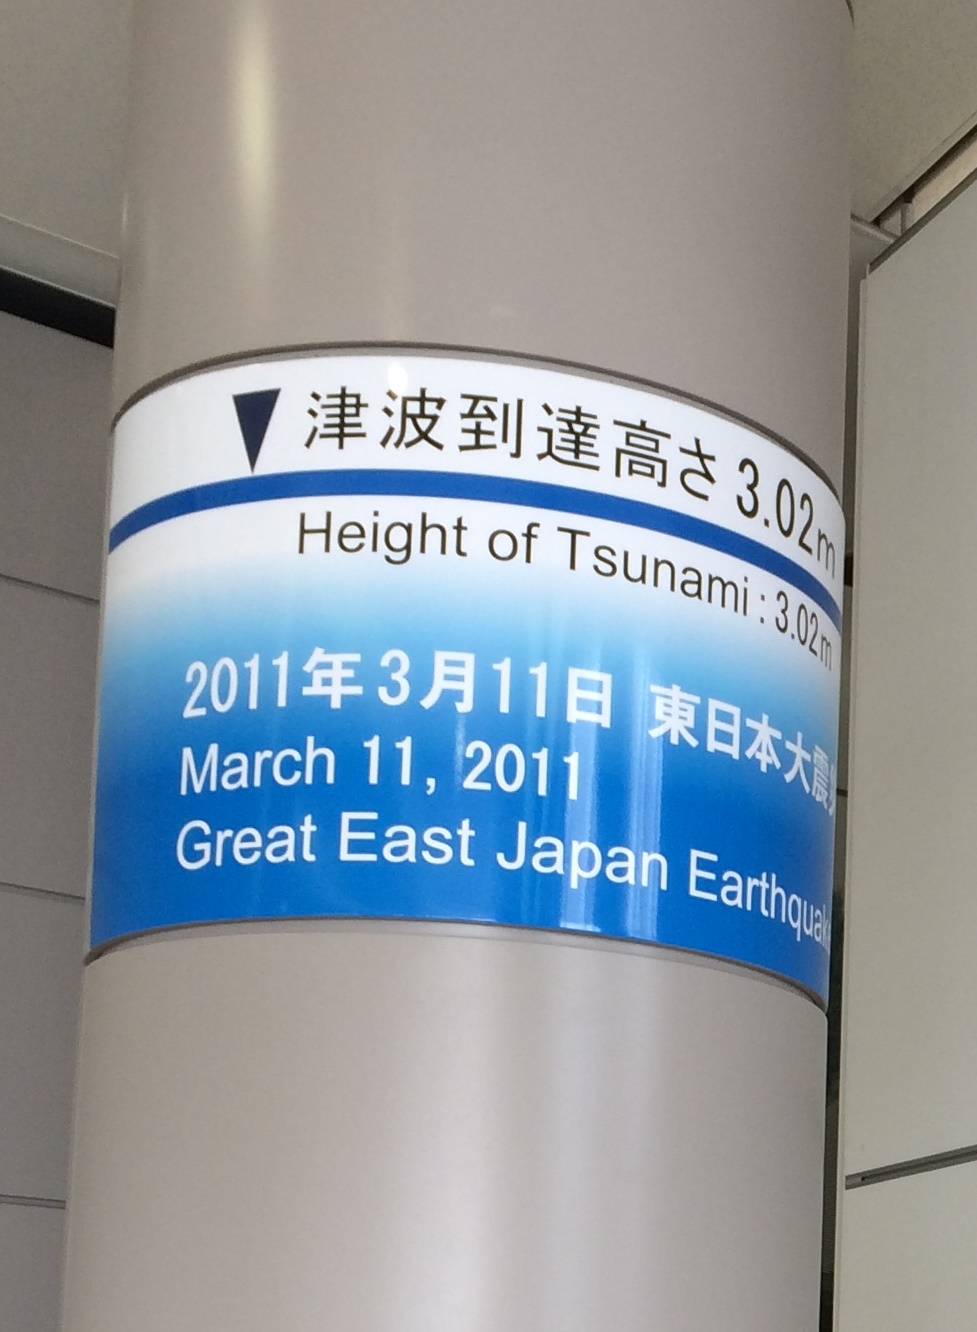 ▼津波到達高さ 3.02m
Height of Tsunami : 3.02m
2011年3月11日 東日本大震
March 11, 2011
Great East Japan Earthquak